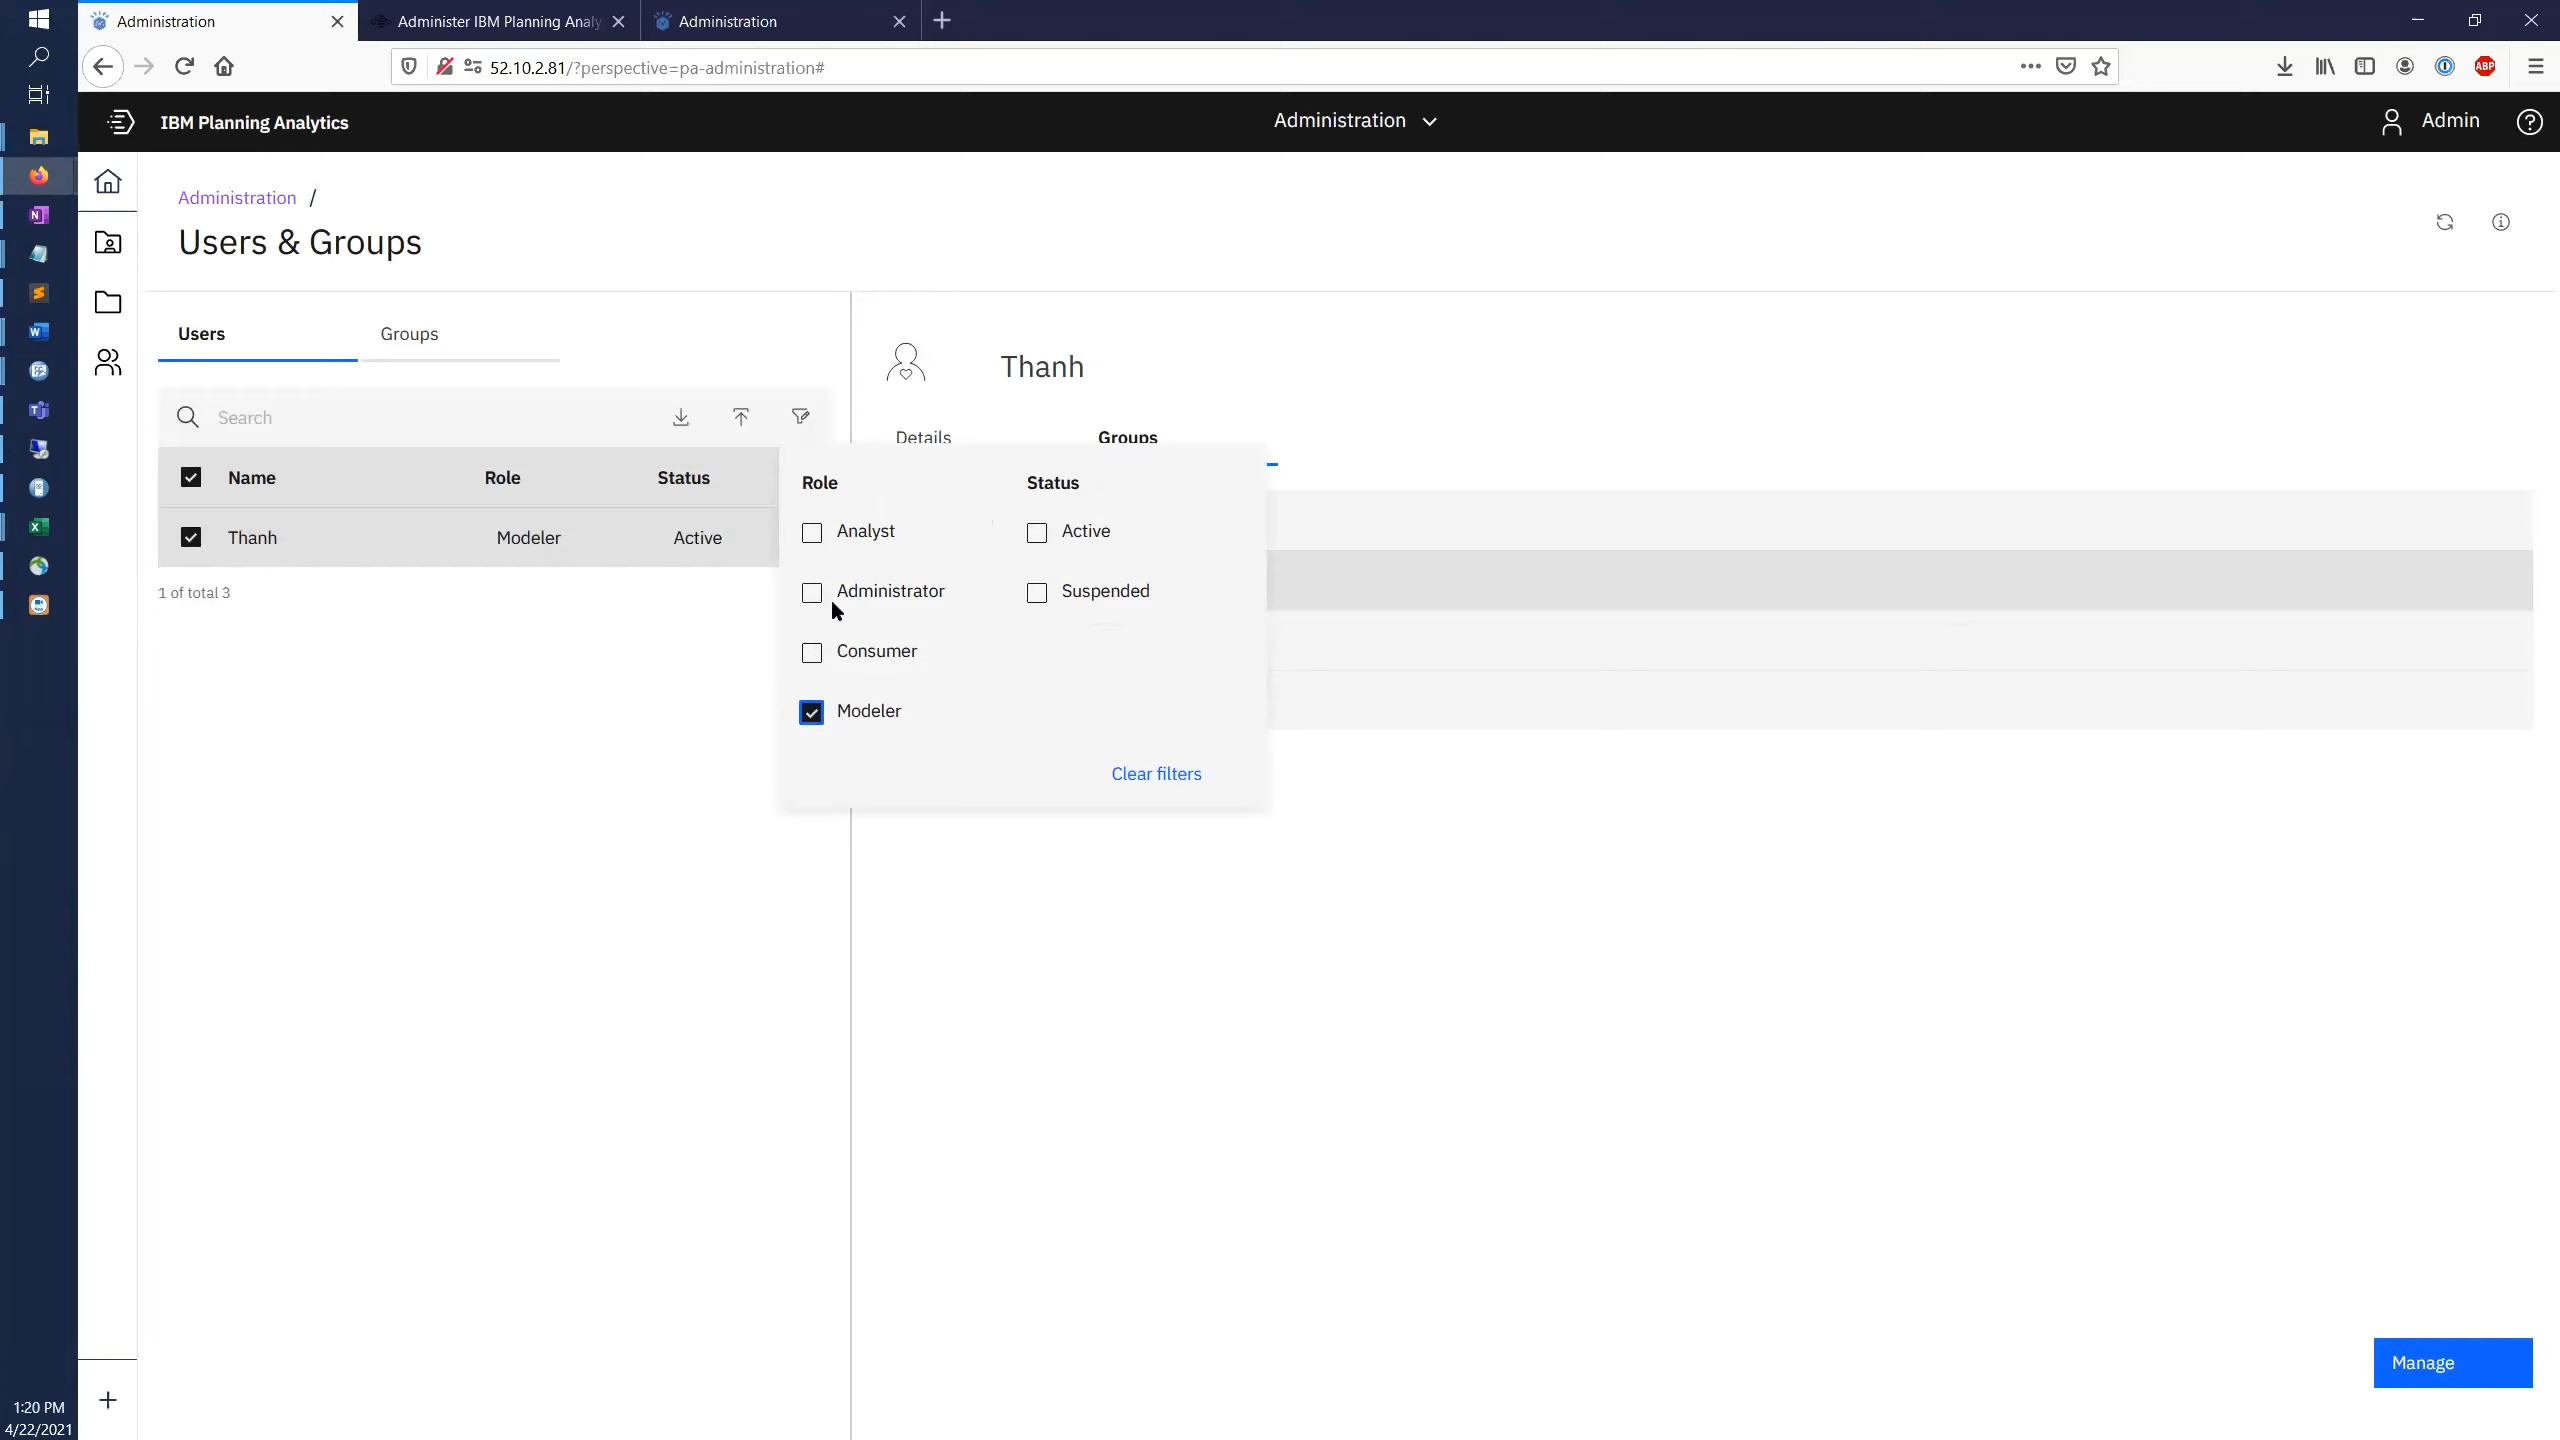 Administration
Administer IBM Planning Analy
Administration
52.10.2.81/?perspective=pa-administration#
ABP
IBM Planning Analytics
Administration
Admin
Administration /
Users & Groups
Users
Groups
Thanh
Search
Details
Groups
Name
Role
Status
Thanh
Modeler
Active
1 of total 3
Role
Status
Analyst
Active
Administrator
Suspended
Consumer
Modeler
Clear filters
Manage
1:20 PM
4/22/2021